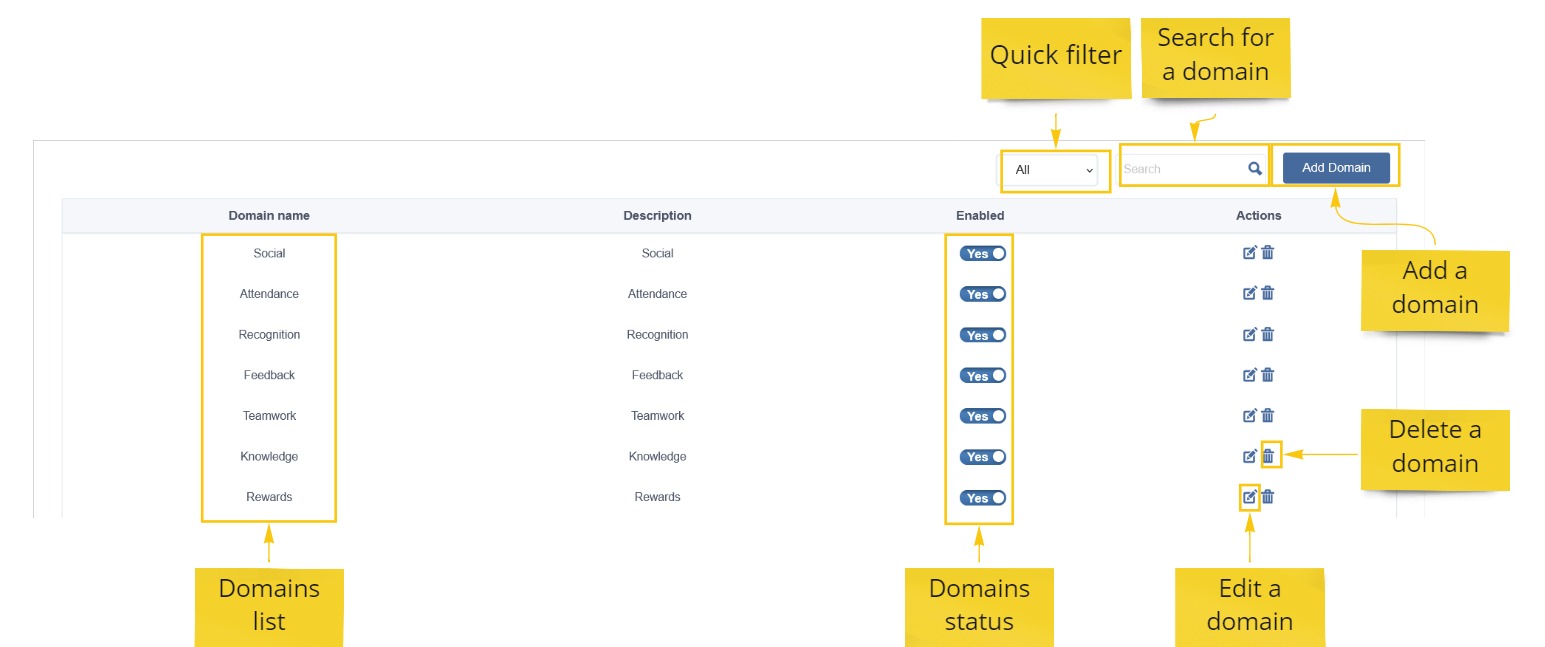 Quick filter
Search for
a domain
All
Search
Add Domain
Domain name Description Enabled Actions
Social Social Yes
Attendance Attendance Yes
Recognition Recognition Yes
Feedback Feedback Yes
Teamwork Teamwork Yes
Knowledge Knowledge Yes
Rewards Rewards Yes
Add a
domain
Delete a
domain
Domains
list
Domains
status
Edit a
domain